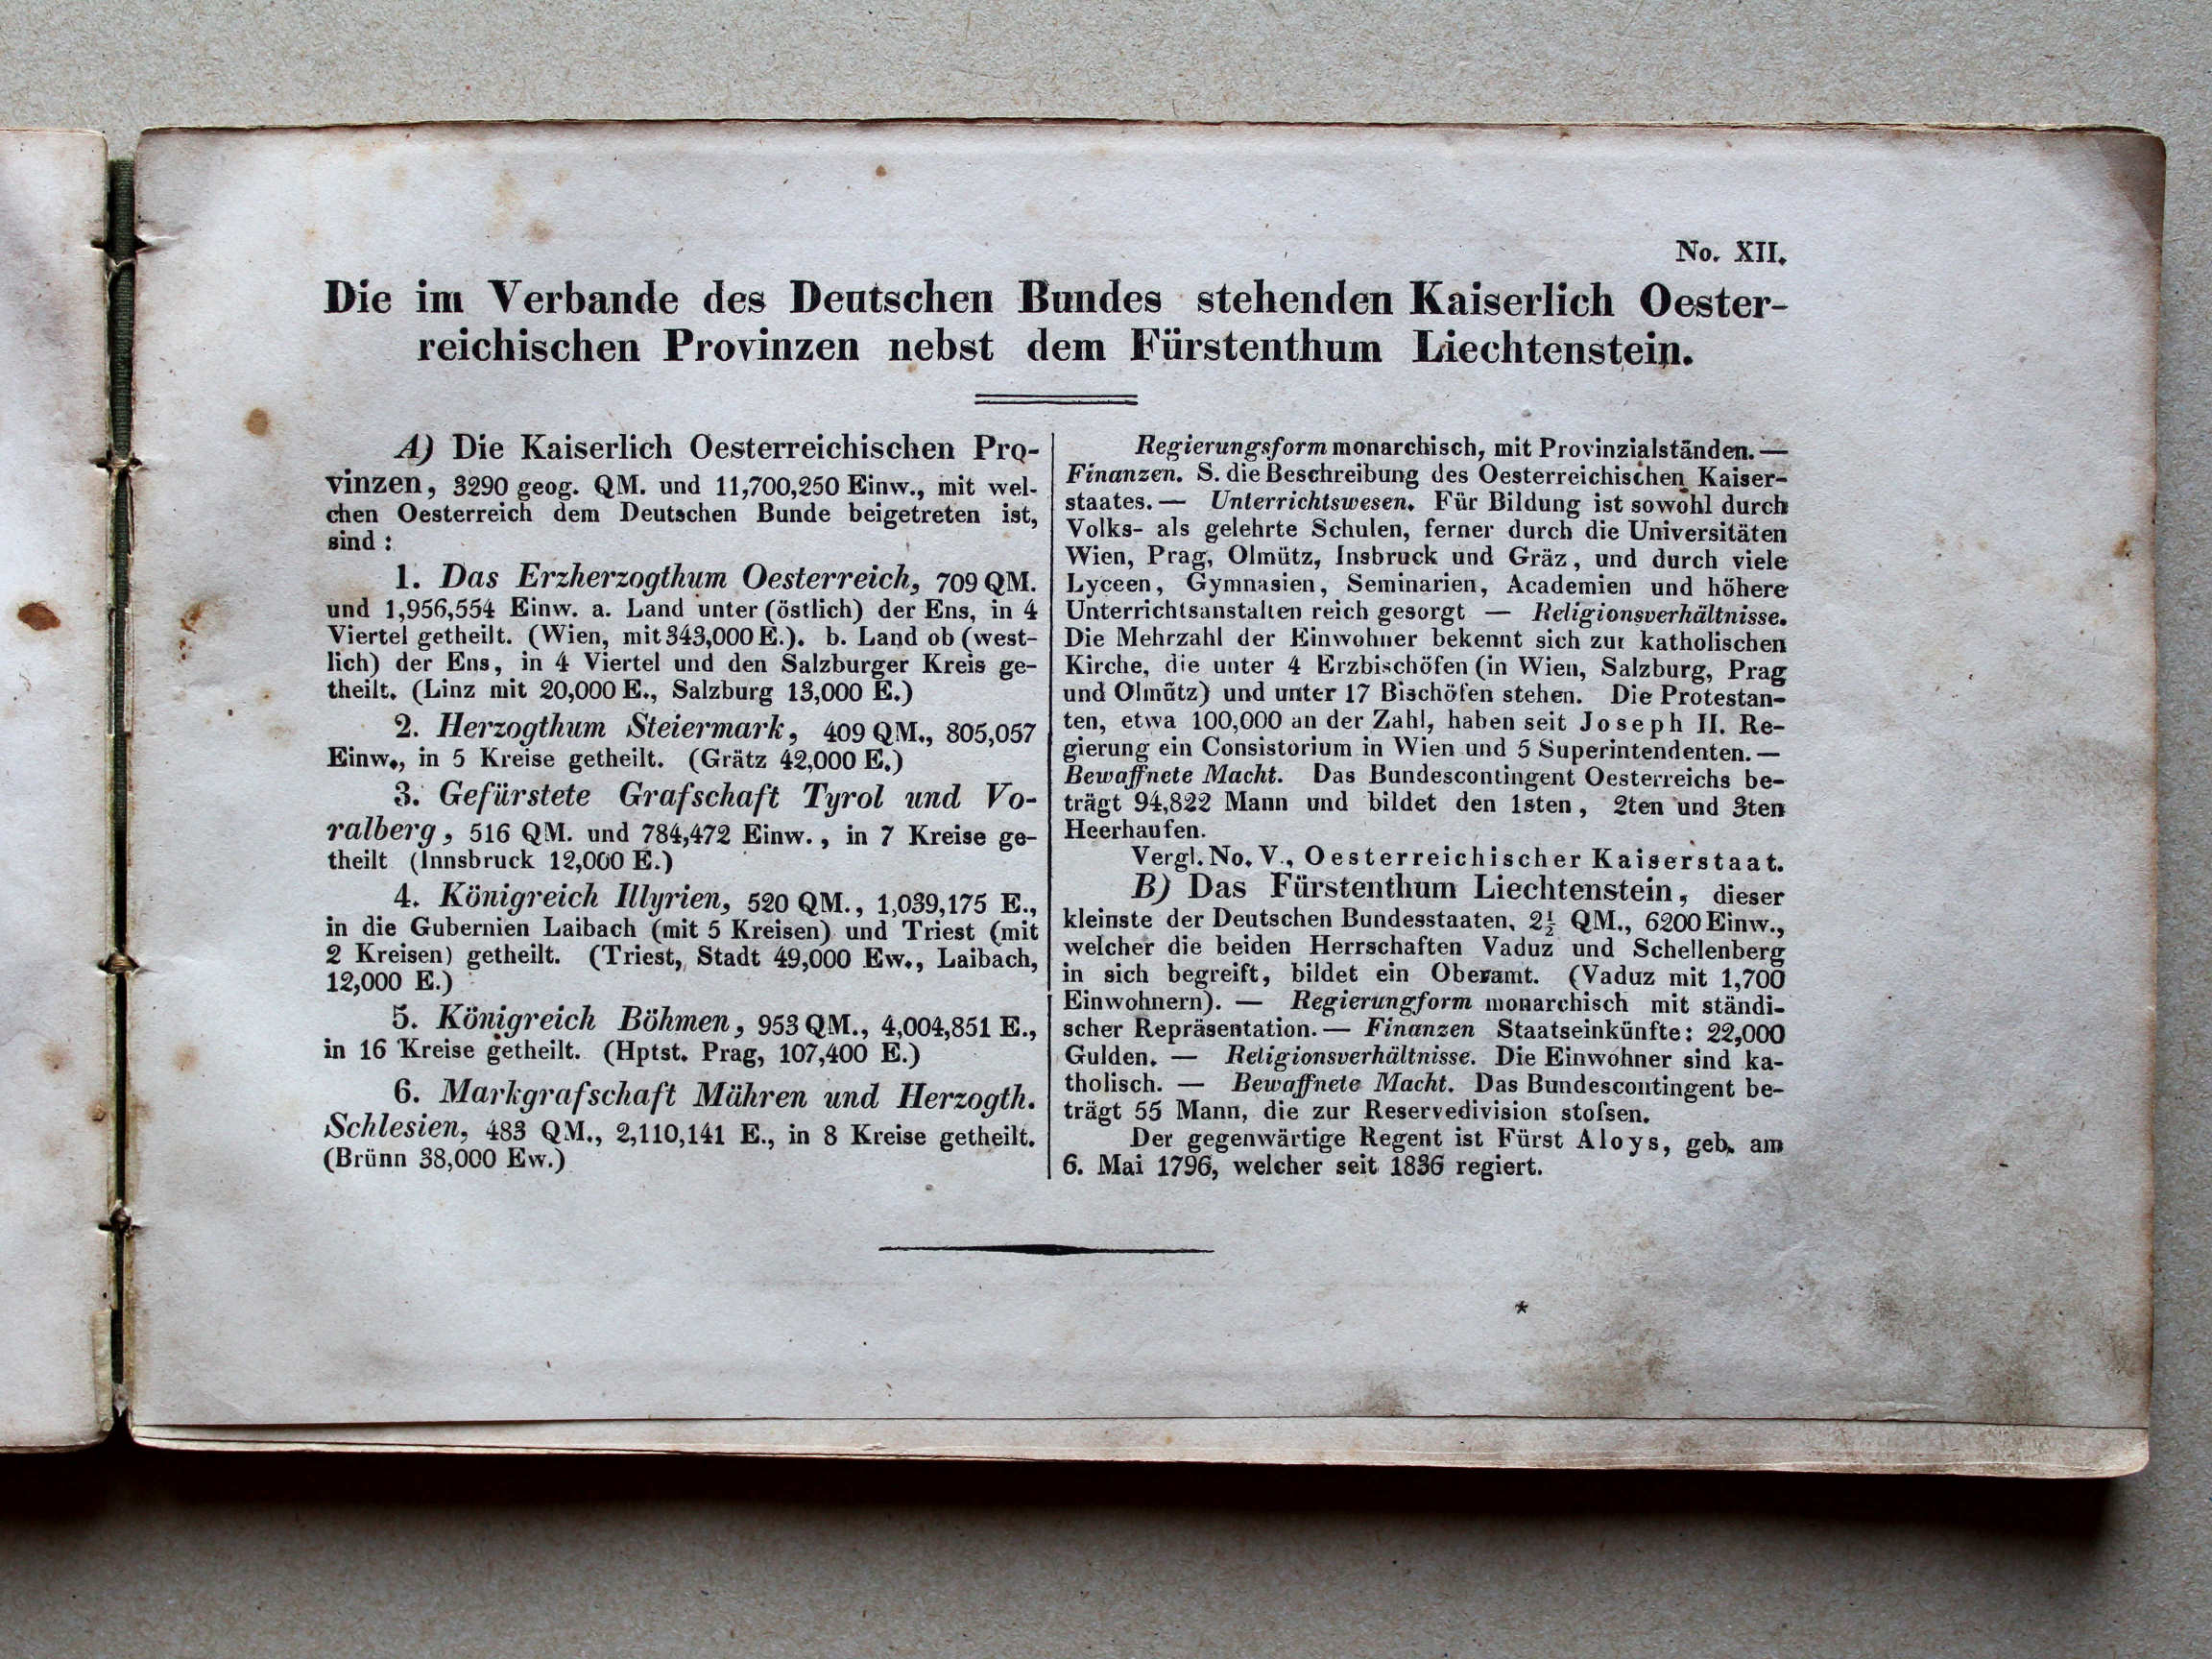 No. XII.
Die im Verbande des Deutschen Bundes stehenden Kaiserlich Oester-
reichischen Provinzen nebst dem Fürstenthum Liechtenstein.
A) Die Kaiserlich Oesterreichischen Pro-
vinzen, 3290 geog. QM. und 11,700,250 Einw., mit wel-
chen Oesterreich dem Deutschen Bunde beigetreten ist,
sind:
1. Das Erzherzogthum Oesterreich, 709 QM.
und 1,956,554 Einw. a. Land unter (östlich) der Ens, in 4
Viertel getheilt. (Wien, mit 343,000 E.). b. Land ob (west-
lich) der Ens, in 4 Viertel und den Salzburger Kreis ge-
theilt. (Linz mit 20,000 E., Salzburg 13,000 E.)
2. Herzogthum Steiermark, 409 QM., 805,057
Einw., in 5 Kreise getheilt. (Grätz 42,000 E.)
3. Gefürstete Grafschaft Tyrol und Vo-
ralberg, 516 QM. und 784,472 Einw., in 7 Kreise ge-
theilt (Innsbruck 12,000 E.)
4. Königreich Illyrien, 520 QM., 1,039,175 E.,
in die Gubernien Laibach (mit 5 Kreisen) und Triest (mit
2 Kreisen) getheilt. (Triest, Stadt 49,000 Ew., Laibach,
12,000 E.)
5. Königreich Böhmen, 953 QM., 4,004,851 E.,
in 16 Kreise getheilt. (Hptst. Prag, 107,400 E.)
6. Markgrafschaft Mähren und Herzogth.
Schlesien, 483 QM., 2,110,141 E., in 8 Kreise getheilt.
(Brünn 38,000 Ew.)
Regierungsform monarchisch, mit Provinzialständen. —
Finanzen. S. die Beschreibung des Oesterreichischen Kaiser-
staates. — Unterrichtswesen. Für Bildung ist sowohl durch
Volks- als gelehrte Schulen, ferner durch die Universitäten
Wien, Prag, Olmütz, Insbruck und Gräz, und durch viele
Lyceen, Gymnasien, Seminarien, Academien und höhere
Unterrichtsanstalten reich gesorgt — Religionsverhältnisse.
Die Mehrzahl der Einwohner bekennt sich zur katholischen
Kirche, die unter 4 Erzbischöfen (in Wien, Salzburg, Prag
und Olmütz) und unter 17 Bischöfen stehen. Die Protestan-
ten, etwa 100,000 an der Zahl, haben seit Joseph II. Re-
gierung ein Consistorium in Wien und 5 Superintendenten. —
Bewaffnete Macht. Das Bundescontingent Oesterreichs be-
trägt 94,822 Mann und bildet den 1sten, 2ten und 3ten
Heerhaufen.
Vergl. No. V., Oesterreichischer Kaiserstaat.
B) Das Fürstenthum Liechtenstein, dieser
kleinste der Deutschen Bundesstaaten, 2½ QM., 6200 Einw.,
welcher die beiden Herrschaften Vaduz und Schellenberg
in sich begreift, bildet ein Oberamt. (Vaduz mit 1,700
Einwohnern). — Regierungform monarchisch mit ständi-
scher Repräsentation. — Finanzen Staatseinkünfte: 22,000
Gulden. — Religionsverhältnisse. Die Einwohner sind ka-
tholisch. — Bewaffnete Macht. Das Bundescontingent be-
trägt 55 Mann, die zur Reservedivision stoſsen.
Der gegenwärtige Regent ist Fürst Aloys, geb. am
6. Mai 1796, welcher seit 1836 regiert.
*